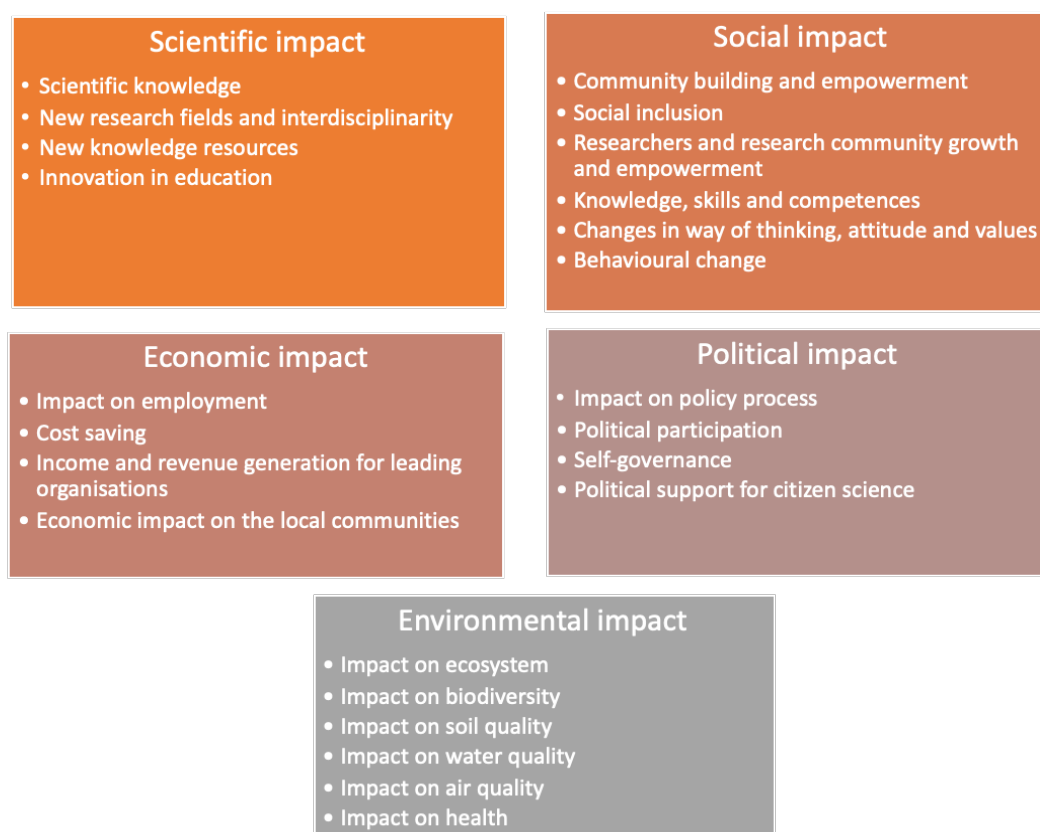 Scientific impact
• Scientific knowledge
• New research fields and interdisciplinarity
• New knowledge resources
• Innovation in education
Social impact
• Community building and empowerment
• Social inclusion
• Researchers and research community growth
and empowerment
• Knowledge, skills and competences
• Changes in way of thinking, attitude and values
• Behavioural change
Economic impact
• Impact on employment
• Cost saving
• Income and revenue generation for leading
organisations
• Economic impact on the local communities
Political impact
• Impact on policy process
• Political participation
• Self-governance
• Political support for citizen science
Environmental impact
• Impact on ecosystem
• Impact on biodiversity
• Impact on soil quality
• Impact on water quality
• Impact on air quality
• Impact on health